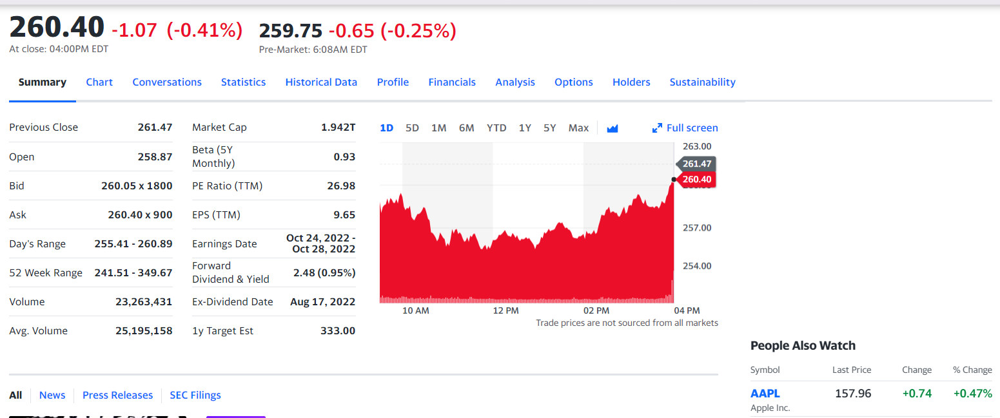 260.40 -1.07 (-0.41%) 259.75 -0.65 (-0.25%)
At close: 04:00PM EDT Pre-Market: 6:08AM EDT
Summary Chart Conversations Statistics Historical Data Profile Financials Analysis Options Holders Sustainability
Previous Close 261.47
Open 258.87
Bid 260.05 x 1800
Ask 260.40 x 900
Day's Range 255.41 - 260.89
52 Week Range 241.51 - 349.67
Volume 23,263,431
Avg. Volume 25,195,158
Market Cap 1.942T
Beta (5Y
Monthly) 0.93
PE Ratio (TTM) 26.98
EPS (TTM) 9.65
Earnings Date Oct 24, 2022 -
Oct 28, 2022
Forward
Dividend & Yield 2.48 (0.95%)
Ex-Dividend Date Aug 17, 2022
1y Target Est 333.00
1D 5D 1M 6M YTD 1Y 5Y Max Full screen
263.00
261.47
260.40
257.00
254.00
10 AM 12 PM 02 PM 04 PM
Trade prices are not sourced from all markets
People Also Watch
Symbol Last Price Change % Change
AAPL 157.96 +0.74 +0.47%
Apple Inc.
All News Press Releases SEC Filings